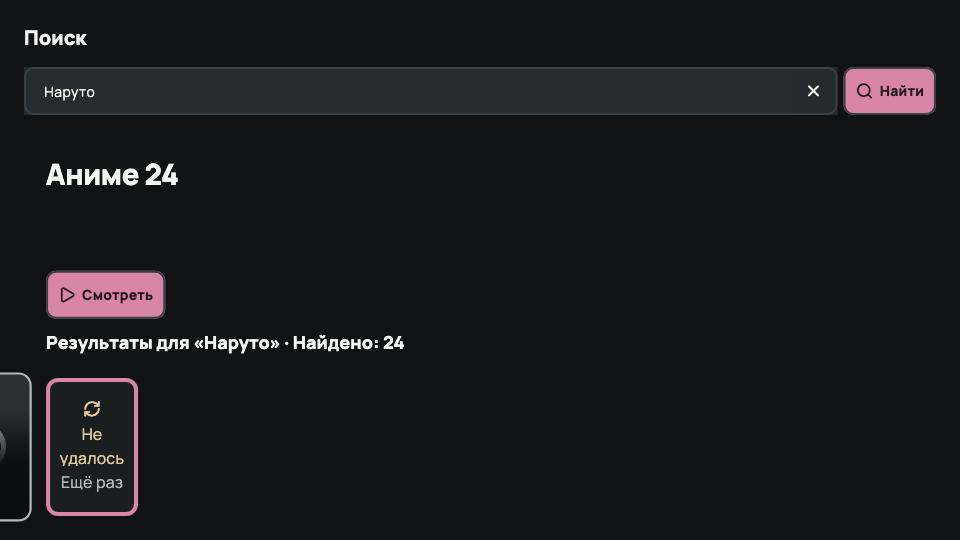 Поиск
Наруто
Найти
Аниме 24
Смотреть
Результаты для «Наруто» · Найдено: 24
Не
удалось
Ещё раз